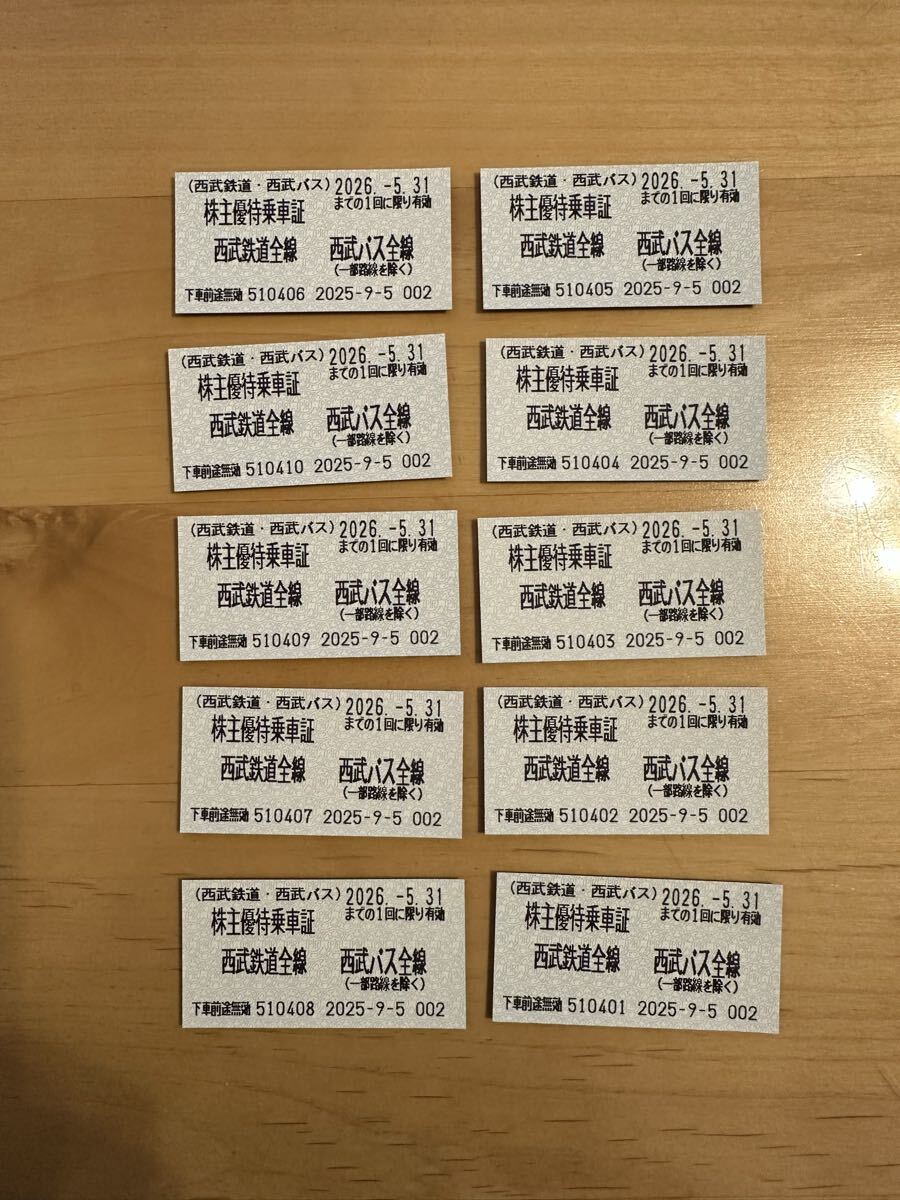 (西武鉄道・西武バス) 2026.-5.31
までの1回に限り有効
株主優待乗車証
西武鉄道全線 西武バス全線
(一部路線を除く)
下車前途無効 510406 2025-9-5 002
(西武鉄道・西武バス) 2026.-5.31
までの1回に限り有効
株主優待乗車証
西武鉄道全線 西武バス全線
(一部路線を除く)
下車前途無効 510405 2025-9-5 002
(西武鉄道・西武バス) 2026.-5.31
までの1回に限り有効
株主優待乗車証
西武鉄道全線 西武バス全線
(一部路線を除く)
下車前途無効 510410 2025-9-5 002
(西武鉄道・西武バス) 2026.-5.31
までの1回に限り有効
株主優待乗車証
西武鉄道全線 西武バス全線
(一部路線を除く)
下車前途無効 510404 2025-9-5 002
(西武鉄道・西武バス) 2026.-5.31
までの1回に限り有効
株主優待乗車証
西武鉄道全線 西武バス全線
(一部路線を除く)
下車前途無効 510409 2025-9-5 002
(西武鉄道・西武バス) 2026.-5.31
までの1回に限り有効
株主優待乗車証
西武鉄道全線 西武バス全線
(一部路線を除く)
下車前途無効 510403 2025-9-5 002
(西武鉄道・西武バス) 2026.-5.31
までの1回に限り有効
株主優待乗車証
西武鉄道全線 西武バス全線
(一部路線を除く)
下車前途無効 510407 2025-9-5 002
(西武鉄道・西武バス) 2026.-5.31
までの1回に限り有効
株主優待乗車証
西武鉄道全線 西武バス全線
(一部路線を除く)
下車前途無効 510402 2025-9-5 002
(西武鉄道・西武バス) 2026.-5.31
までの1回に限り有効
株主優待乗車証
西武鉄道全線 西武バス全線
(一部路線を除く)
下車前途無効 510408 2025-9-5 002
(西武鉄道・西武バス) 2026.-5.31
までの1回に限り有効
株主優待乗車証
西武鉄道全線 西武バス全線
(一部路線を除く)
下車前途無効 510401 2025-9-5 002